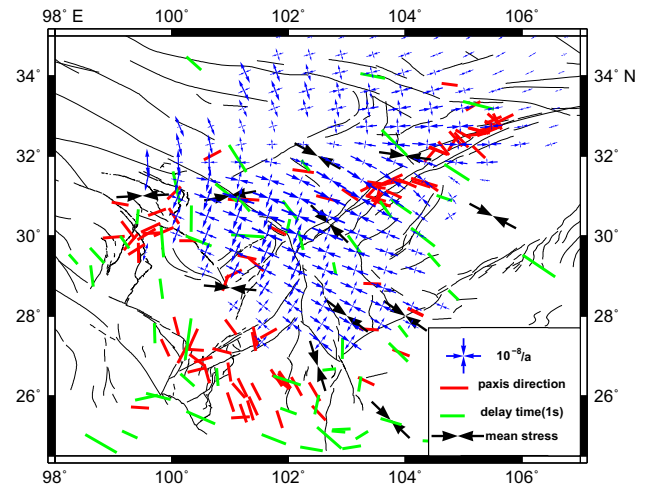 98° E 100° 102° 104° 106°
34° 34° N
32° 32°
30° 30°
28° 28°
10⁻⁸/a
paxis direction
26° 26°
delay time(1s)
mean stress
98° 100° 102° 104° 106°